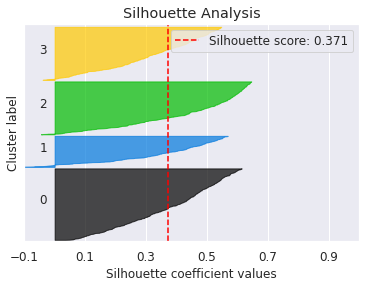 Silhouette Analysis
Silhouette score: 0.371
3
2
1
0
Cluster label
-0.1 0.1 0.3 0.5 0.7 0.9
Silhouette coefficient values